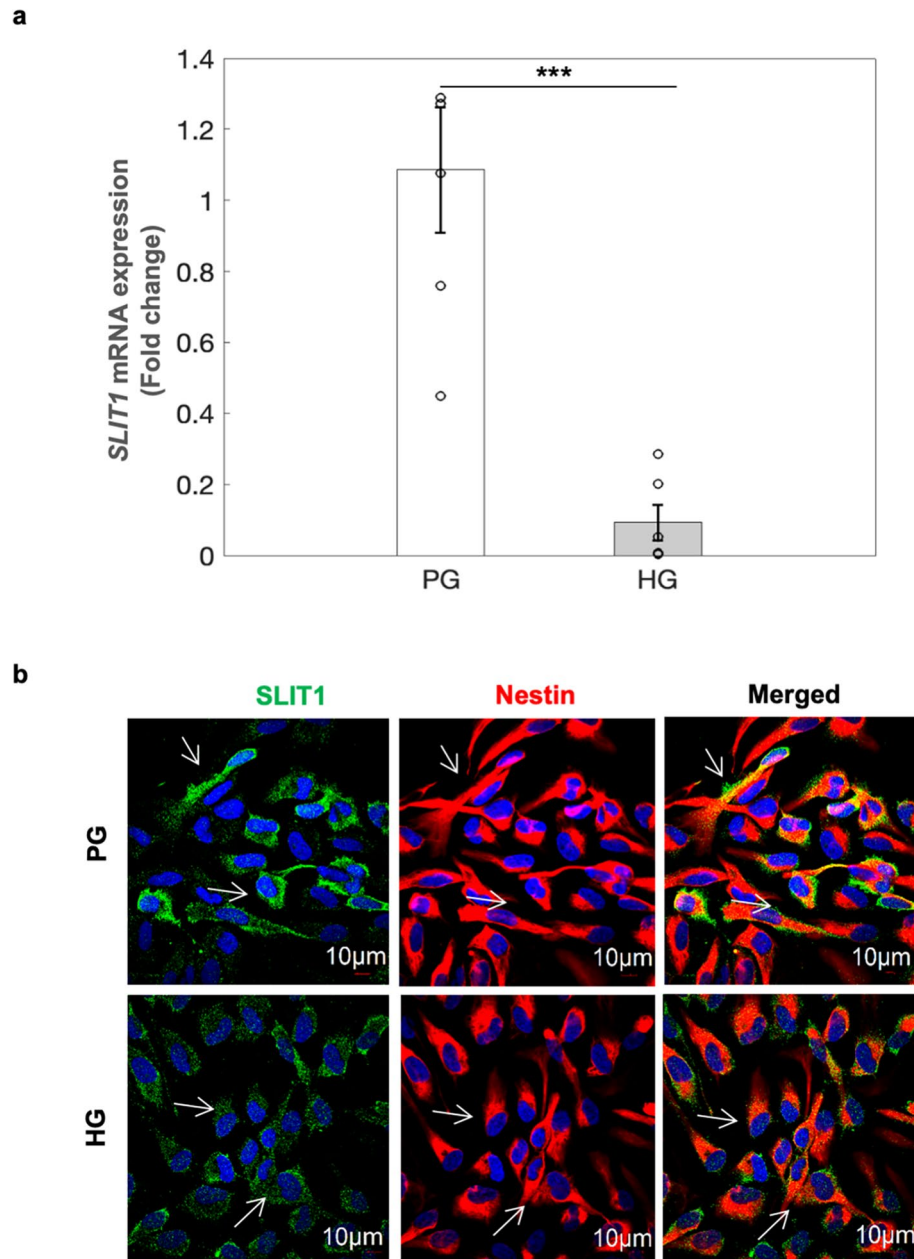 a
1.4
***
1.2
1
0.8
0.6
0.4
0.2
0
SLIT1 mRNA expression
(Fold change)
PG
HG
b
SLIT1
Nestin
Merged
PG
10µm
10µm
10µm
HG
10µm
10µm
10µm